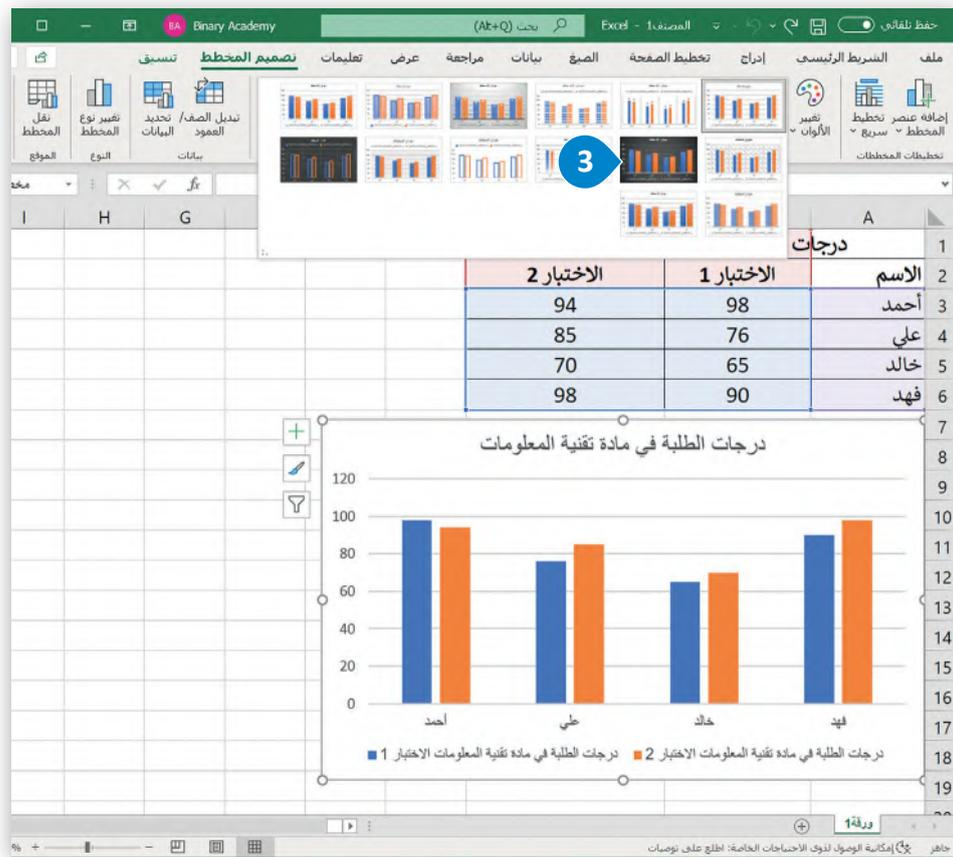 حفظ تلقائي
المصنف1 - Excel
بحث (Alt+Q)
Binary Academy
BA
ملف الشريط الرئيسي إدراج تخطيط الصفحة الصيغ بيانات مراجعة عرض تعليمات تصميم المخطط تنسيق
إضافة عنصر المخطط
تخطيط سريع
تغيير الألوان
تبديل الصف/ العمود
تحديد البيانات
تغيير نوع المخطط
نقل المخطط
تخطيطات المخططات
بيانات
النوع
الموقع
3
fx
A G H I
1 درجات
2 الاسم الاختبار 1 الاختبار 2
3 أحمد 98 94
4 علي 76 85
5 خالد 65 70
6 فهد 90 98
7
8
9
10
11
12
13
14
15
16
17
18
19
درجات الطلبة في مادة تقنية المعلومات
120
100
80
60
40
20
0
أحمد علي خالد فهد
درجات الطلبة في مادة تقنية المعلومات الاختبار 1
درجات الطلبة في مادة تقنية المعلومات الاختبار 2
ورقة1
جاهز
إمكانية الوصول لذوي الاحتياجات الخاصة: اطلع على توصيات